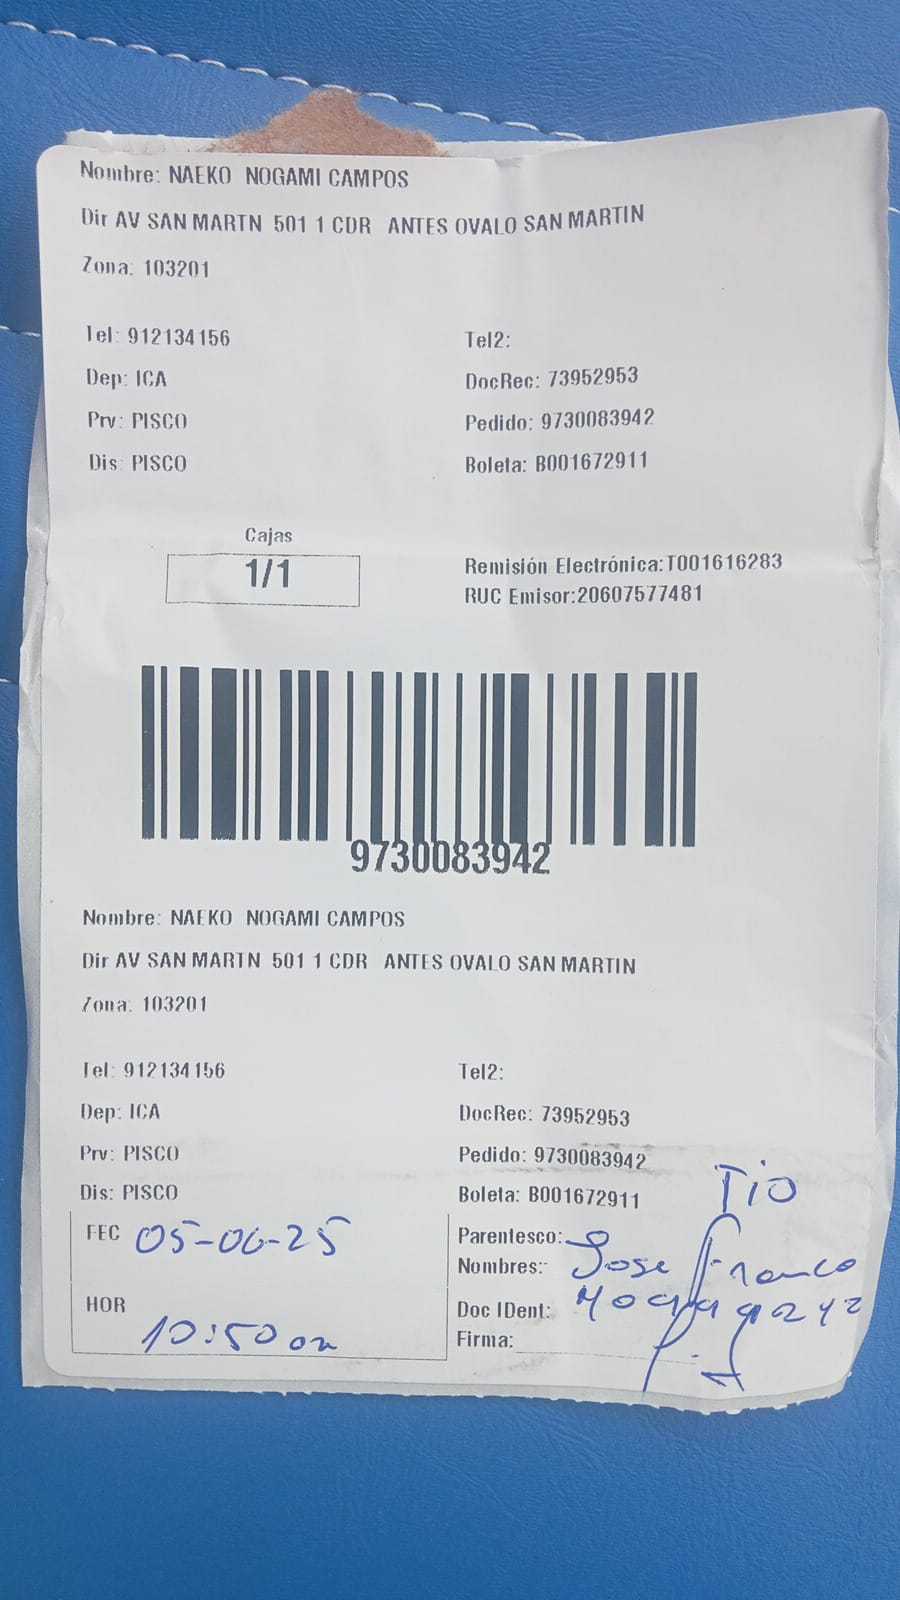 Nombre: NAEKO NOGAMI CAMPOS
Dir AV SAN MARTN 501 1 CDR ANTES OVALO SAN MARTIN
Zona: 103201
Tel: 912134156 Tel2:
Dep: ICA DocRec: 73952953
Prv: PISCO Pedido: 9730083942
Dis: PISCO Boleta: B001672911
Cajas
1/1
Remisión Electrónica:T001616283
RUC Emisor:20607577481
9730083942
Nombre: NAEKO NOGAMI CAMPOS
Dir AV SAN MARTN 501 1 CDR ANTES OVALO SAN MARTIN
Zona: 103201
Tel: 912134156 Tel2:
Dep: ICA DocRec: 73952953
Prv: PISCO Pedido: 9730083942
Dis: PISCO Boleta: B001672911
Tio
FEC 05-06-25 Parentesco:
Nombres: Jose Franco
HOR Doc IDent:
10:50 Firma: